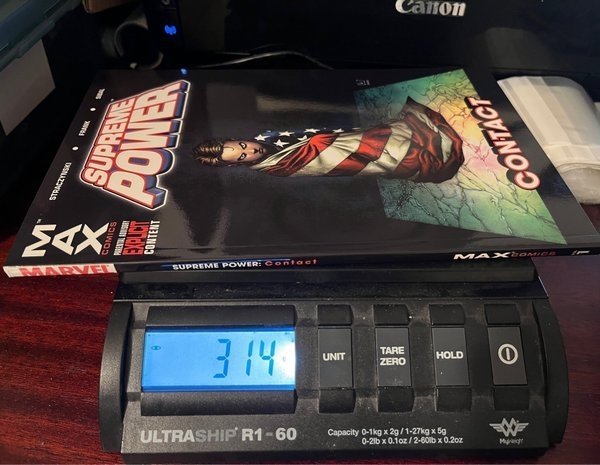 Canon
STRACZYNSKI • FRANK • SIBAL
SUPREME
POWER
CONTACT
MAX
COMICS
PARENTAL ADVISORY
EXPLICIT
CONTENT
MARVEL
SUPREME POWER: Contact
MAX COMICS
314
UNIT
TARE
ZERO
HOLD
ULTRASHIP R1-60
Capacity 0-1kg x 2g / 1-27kg x 5g
0-2lb x 0.1oz / 2-60lb x 0.2oz
MyWeigh